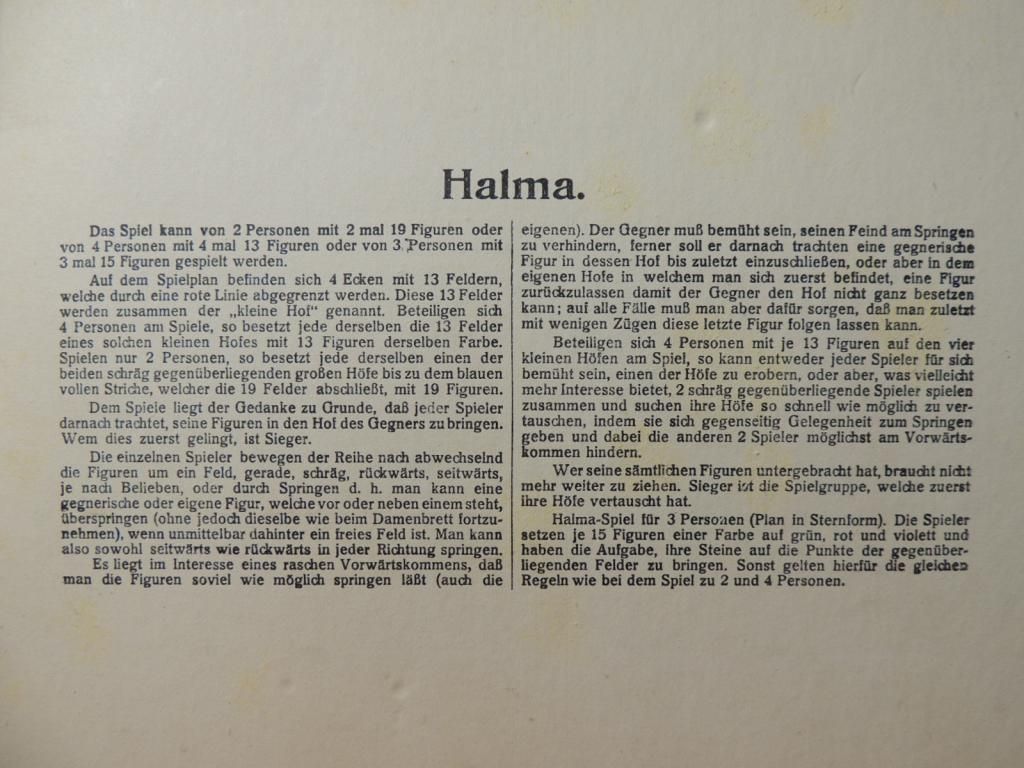 Halma.
Das Spiel kann von 2 Personen mit 2 mal 19 Figuren oder
von 4 Personen mit 4 mal 13 Figuren oder von 3 Personen mit
3 mal 15 Figuren gespielt werden.
Auf dem Spielplan befinden sich 4 Ecken mit 13 Feldern,
welche durch eine rote Linie abgegrenzt werden. Diese 13 Felder
werden zusammen der „kleine Hof" genannt. Beteiligen sich
4 Personen am Spiele, so besetzt jede derselben die 13 Felder
eines solchen kleinen Hofes mit 13 Figuren derselben Farbe.
Spielen nur 2 Personen, so besetzt jede derselben einen der
beiden schräg gegenüberliegenden großen Höfe bis zu dem blauen
vollen Striche, welcher die 19 Felder abschließt, mit 19 Figuren.
Dem Spiele liegt der Gedanke zu Grunde, daß jeder Spieler
darnach trachtet, seine Figuren in den Hof des Gegners zu bringen.
Wem dies zuerst gelingt, ist Sieger.
Die einzelnen Spieler bewegen der Reihe nach abwechselnd
die Figuren um ein Feld, gerade, schräg, rückwärts, seitwärts,
je nach Belieben, oder durch Springen d. h. man kann eine
gegnerische oder eigene Figur, welche vor oder neben einem steht,
überspringen (ohne jedoch dieselbe wie beim Damenbrett fortzu-
nehmen), wenn unmittelbar dahinter ein freies Feld ist. Man kann
also sowohl seitwärts wie rückwärts in jeder Richtung springen.
Es liegt im Interesse eines raschen Vorwärtskommens, daß
man die Figuren soviel wie möglich springen läßt (auch die
eigenen). Der Gegner muß bemüht sein, seinen Feind am Springen
zu verhindern, ferner soll er darnach trachten eine gegnerische
Figur in dessen Hof bis zuletzt einzuschließen, oder aber in dem
eigenen Hofe in welchem man sich zuerst befindet, eine Figur
zurückzulassen damit der Gegner den Hof nicht ganz besetzen
kann; auf alle Fälle muß man aber dafür sorgen, daß man zuletzt
mit wenigen Zügen diese letzte Figur folgen lassen kann.
Beteiligen sich 4 Personen mit je 13 Figuren auf den vier
kleinen Höfen am Spiel, so kann entweder jeder Spieler für sich
bemüht sein, einen der Höfe zu erobern, oder aber, was vielleicht
mehr Interesse bietet, 2 schräg gegenüberliegende Spieler spielen
zusammen und suchen ihre Höfe so schnell wie möglich zu ver-
tauschen, indem sie sich gegenseitig Gelegenheit zum Springen
geben und dabei die anderen 2 Spieler möglichst am Vorwärts-
kommen hindern.
Wer seine sämtlichen Figuren untergebracht hat, braucht nicht
mehr weiter zu ziehen. Sieger ist die Spielgruppe, welche zuerst
ihre Höfe vertauscht hat.
Halma-Spiel für 3 Personen (Plan in Sternform). Die Spieler
setzen je 15 Figuren einer Farbe auf grün, rot und violett und
haben die Aufgabe, ihre Steine auf die Punkte der gegenüber-
liegenden Felder zu bringen. Sonst gelten hierfür die gleichen
Regeln wie bei dem Spiel zu 2 und 4 Personen.